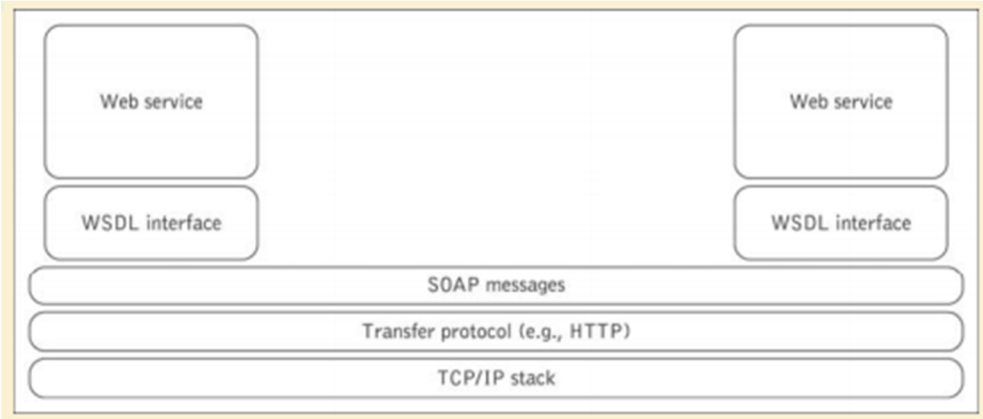 Web service
Web service
WSDL interface
WSDL interface
SOAP messages
Transfer protocol (e.g., HTTP)
TCP/IP stack